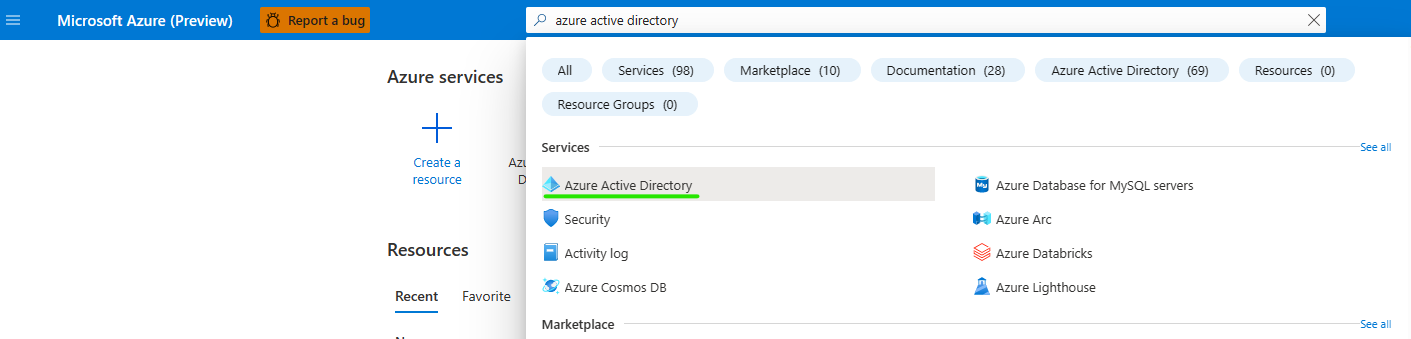 Microsoft Azure (Preview) Report a bug azure active directory
All Services (98) Marketplace (10) Documentation (28) Azure Active Directory (69) Resources (0)
Resource Groups (0)
Azure services
Create a resource
Services See all
Azure Active Directory Azure Database for MySQL servers
Security Azure Arc
Activity log Azure Databricks
Azure Cosmos DB Azure Lighthouse
Resources
Recent Favorite
Marketplace See all